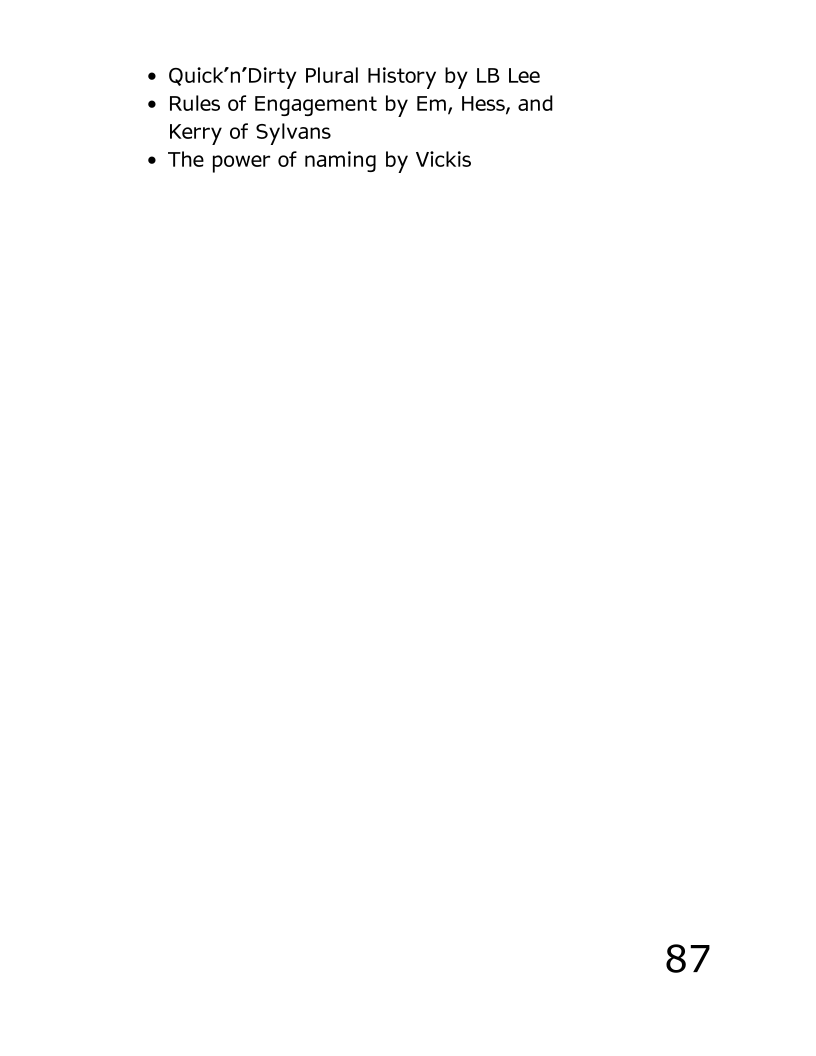 • Quick'n'Dirty Plural History by LB Lee
• Rules of Engagement by Em, Hess, and
Kerry of Sylvans
• The power of naming by Vickis
87